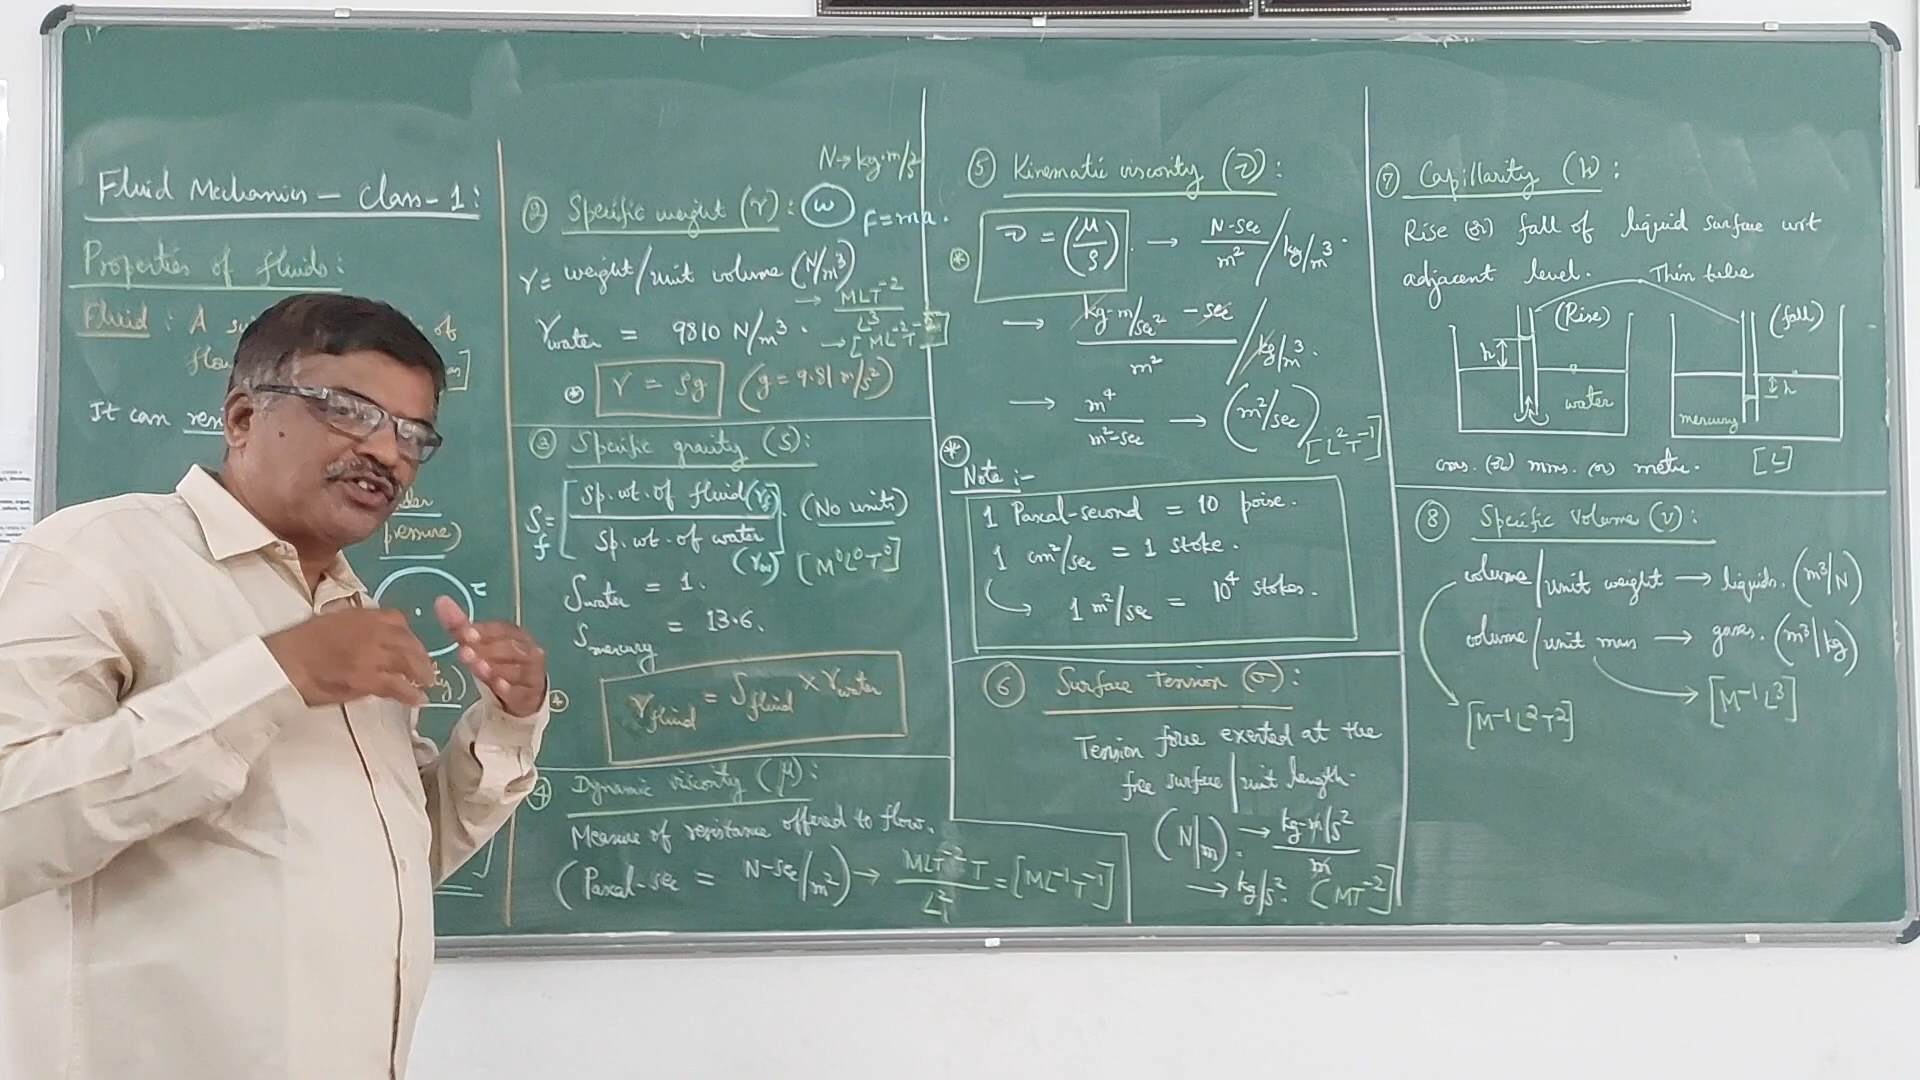 Fluid Mechanics – Class-1:
Properties of fluids:
Fluid : A of
flow
It can
pressure)
τ
N→kg·m/s²
② Specific weight (γ): ω F=ma.
γ = weight/unit volume (N/m³)
→ MLT⁻²/L³
γwater = 9810 N/m³. → [ML⁻²T⁻²]
* γ = ρg (g = 9.81 m/s²)
③ Specific gravity (S):
Sf = [Sp. wt. of fluid (γf) / Sp. wt. of water (γw)]. (No units)
[M⁰L⁰T⁰]
Swater = 1.
Smercury = 13.6.
* γfluid = Sfluid × γwater
④ Dynamic viscosity (μ):
Measure of resistance offered to flow.
(Pascal-sec = N-sec/m²) → MLT⁻²T/L² = [ML⁻¹T⁻¹]
⑤ Kinematic viscosity (ν):
* ν = (μ/ρ). → N-sec/m² / kg/m³.
→ kg-m/sec² - sec / m² / kg/m³.
→ m⁴/m²-sec → (m²/sec) [L²T⁻¹]
* Note :-
1 Pascal-second = 10 poise.
1 cm²/sec = 1 stoke.
1 m²/sec = 10⁴ stokes.
⑥ Surface Tension (σ):
Tension force exerted at the
free surface/unit length.
(N/m). → kg-m/s² / m
→ kg/s². (MT⁻²]
⑦ Capillarity (h):
Rise (or) fall of liquid surface wrt
adjacent level. Thin tube
(Rise) (fall)
h h
water mercury
cms. (or) mms. (or) metre. [L]
⑧ Specific Volume (v):
volume/unit weight → liquids. (m³/N)
volume/unit mass → gases. (m³/kg)
[M⁻¹L²T²] [M⁻¹L³]